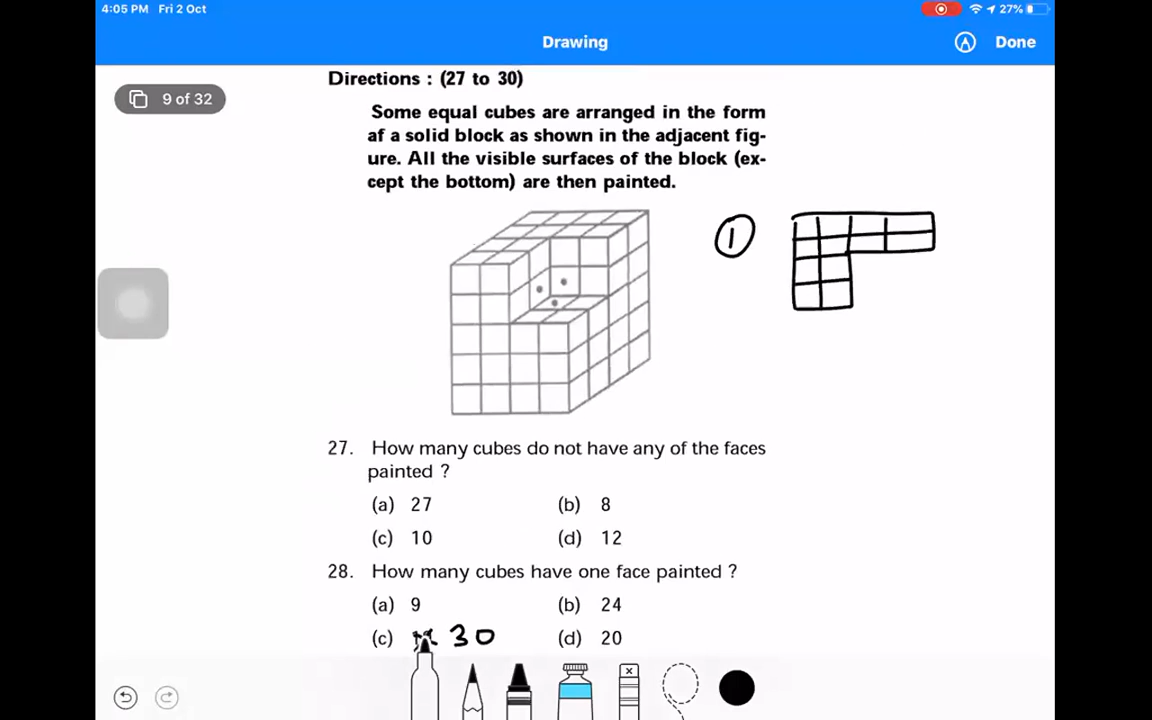 4:05 PM Fri 2 Oct 27%
Drawing Done
9 of 32
Directions : (27 to 30)
Some equal cubes are arranged in the form
af a solid block as shown in the adjacent fig-
ure. All the visible surfaces of the block (ex-
cept the bottom) are then painted.
1
27. How many cubes do not have any of the faces
painted ?
(a) 27 (b) 8
(c) 10 (d) 12
28. How many cubes have one face painted ?
(a) 9 (b) 24
(c) 30 (d) 20